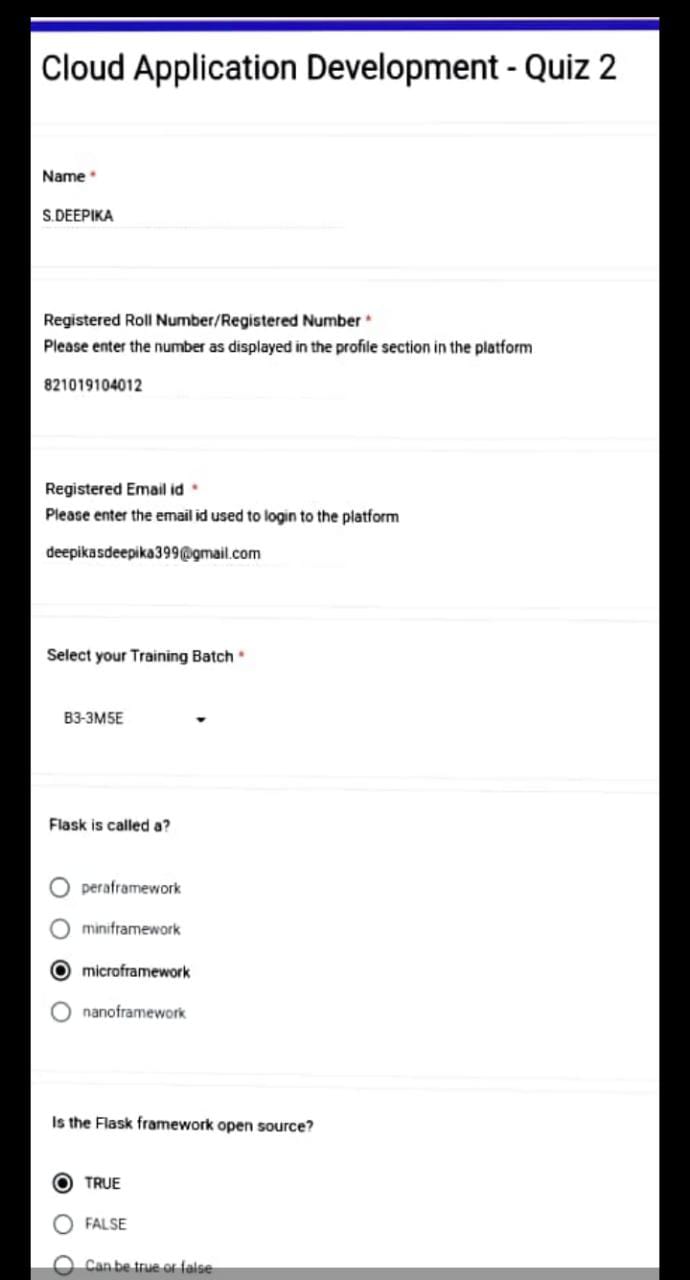 Cloud Application Development - Quiz 2
Name *
S.DEEPIKA
Registered Roll Number/Registered Number *
Please enter the number as displayed in the profile section in the platform
821019104012
Registered Email id *
Please enter the email id used to login to the platform
deepikasdeepika399@gmail.com
Select your Training Batch *
B3-3M5E
Flask is called a?
peraframework
miniframework
microframework
nanoframework
Is the Flask framework open source?
TRUE
FALSE
Can be true or false